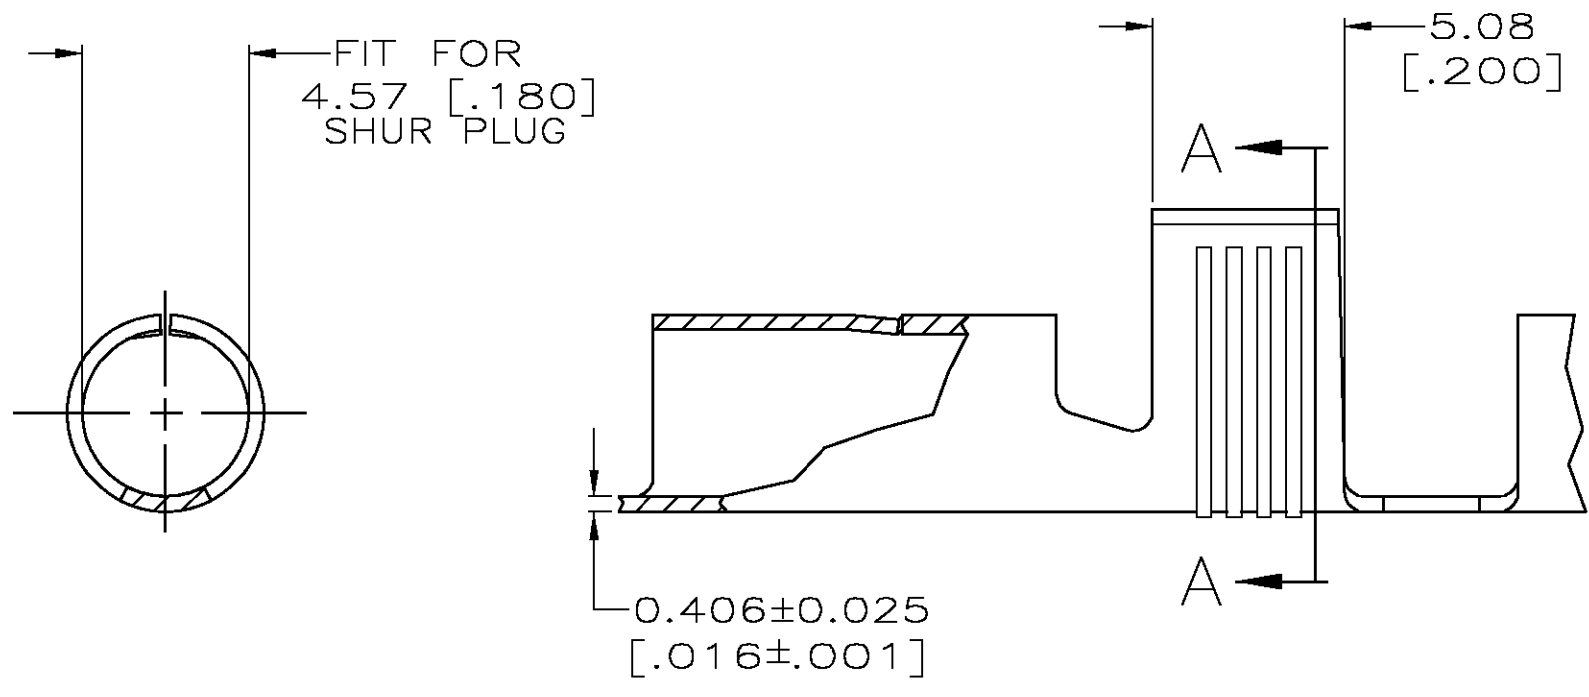 FIT FOR
4.57 [.180]
SHUR PLUG
5.08
[.200]
A
A
0.406±0.025
[.016±.001]